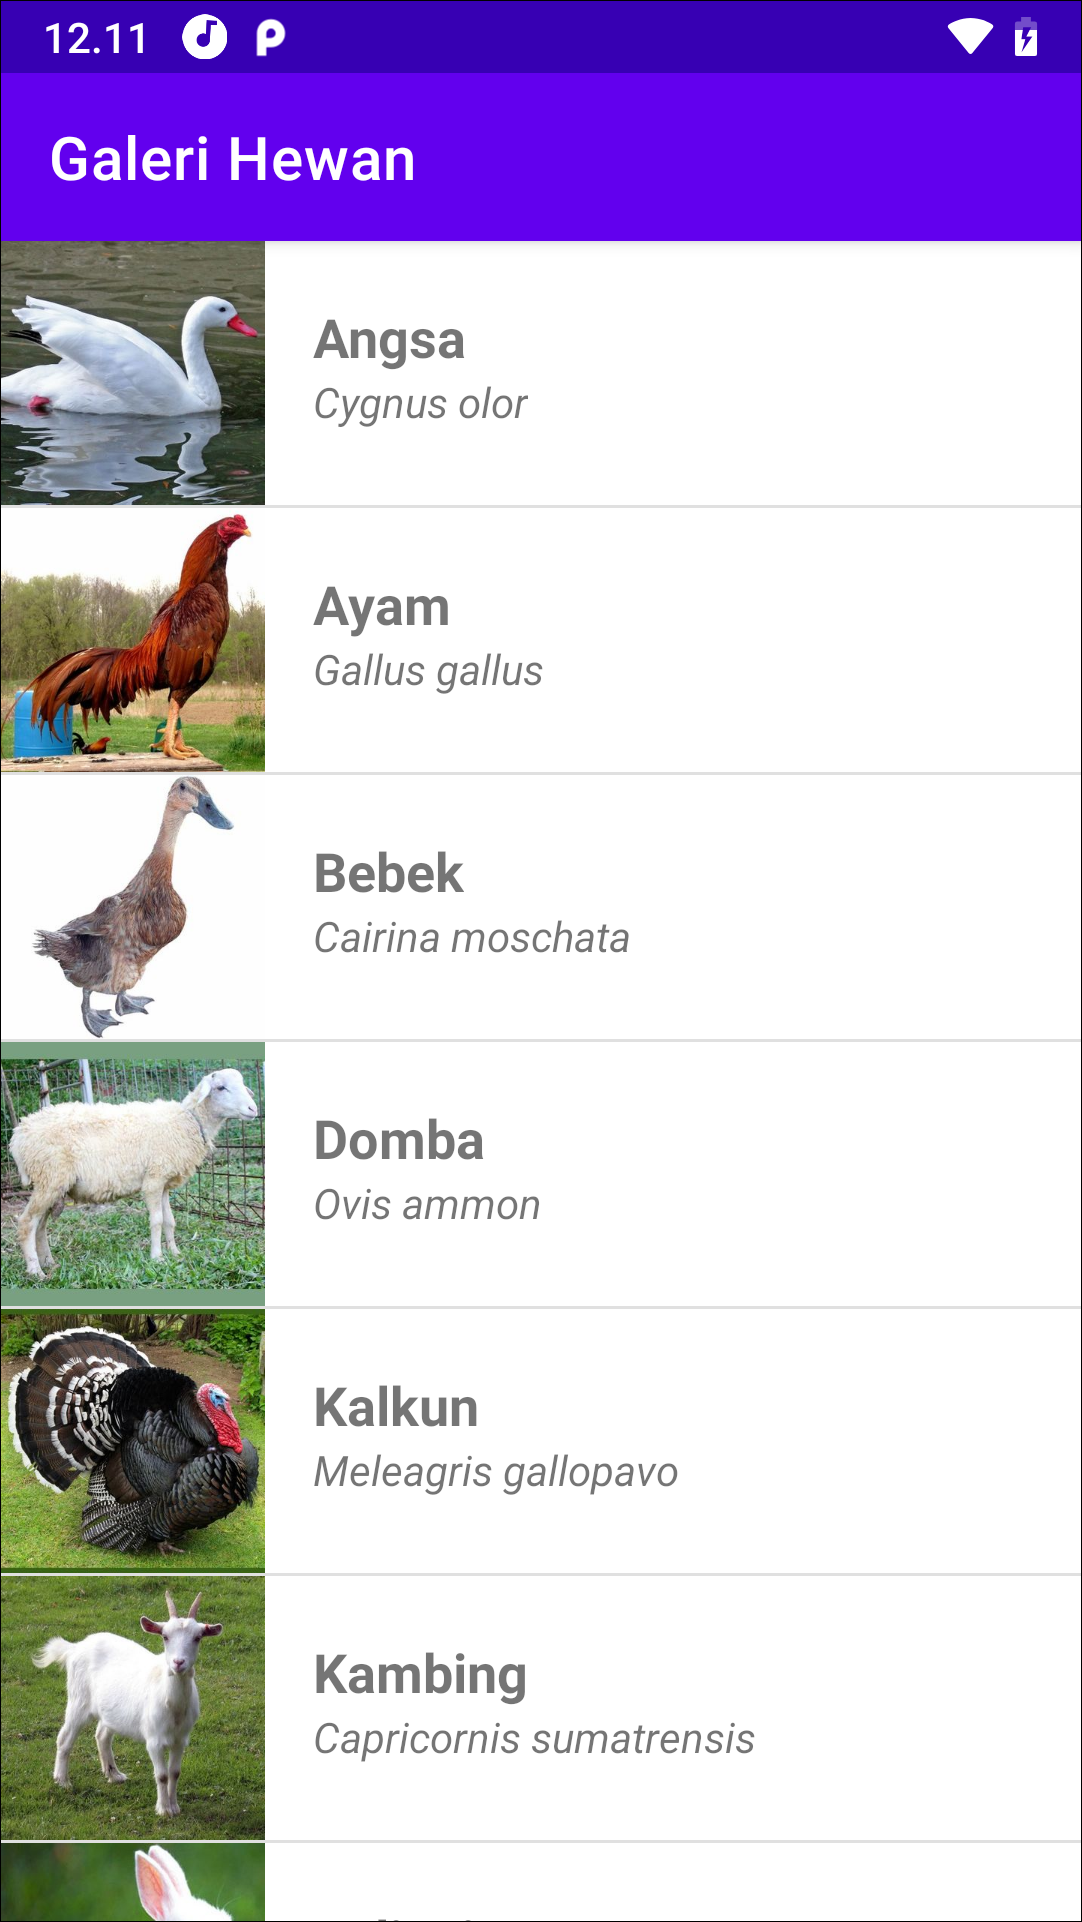 12.11
Galeri Hewan
Angsa
Cygnus olor
Ayam
Gallus gallus
Bebek
Cairina moschata
Domba
Ovis ammon
Kalkun
Meleagris gallopavo
Kambing
Capricornis sumatrensis